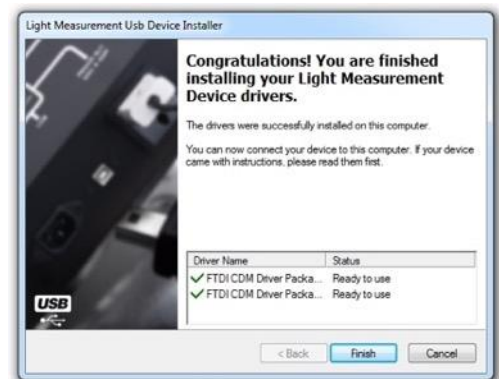 Light Measurement Usb Device Installer
Congratulations! You are finished
installing your Light Measurement
Device drivers.
The drivers were successfully installed on this computer.
You can now connect your device to this computer. If your device
came with instructions, please read them first.
Driver Name Status
FTDI CDM Driver Packa... Ready to use
FTDI CDM Driver Packa... Ready to use
USB
< Back Finish Cancel